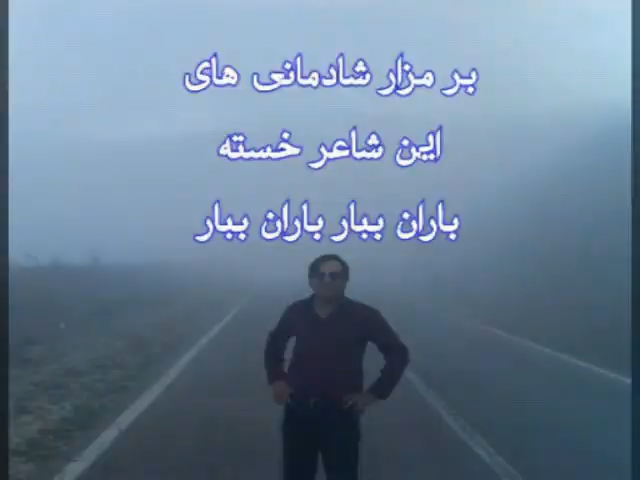 بر مزار شادمانی های
این شاعر خسته
باران ببار باران ببار